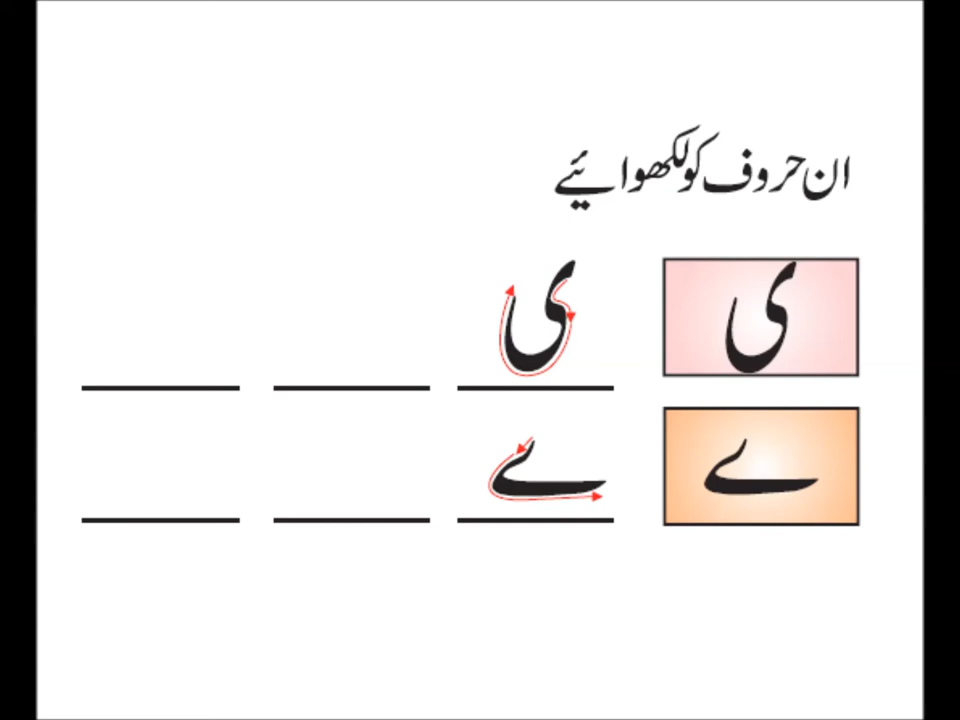 ان حروف کو لکھوائیے
ی ی
ے ے